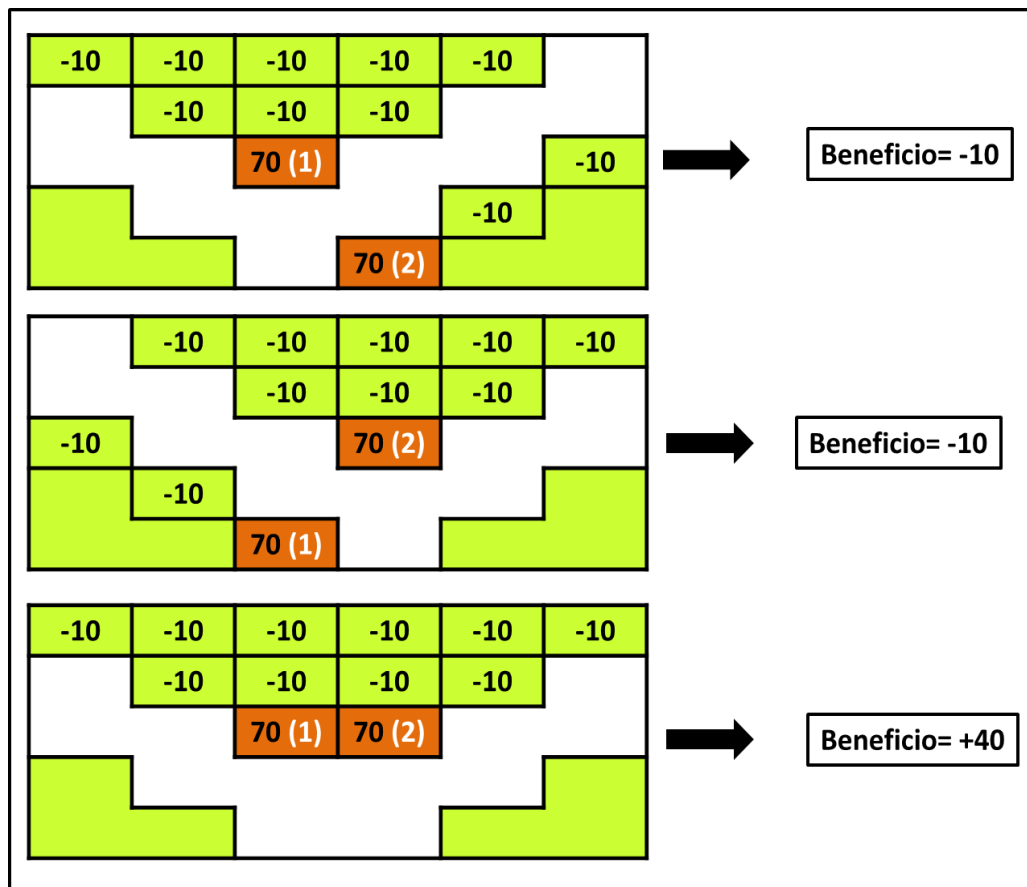 -10 -10 -10 -10 -10
-10 -10 -10
70 (1) -10
-10
70 (2)
Beneficio= -10
-10 -10 -10 -10 -10
-10 -10 -10
-10 70 (2)
-10
70 (1)
Beneficio= -10
-10 -10 -10 -10 -10 -10
-10 -10 -10 -10
70 (1) 70 (2)
Beneficio= +40